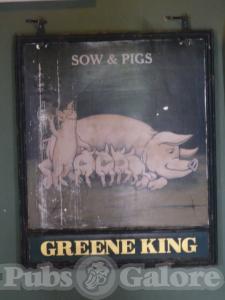 SOW & PIGS
GREENE KING
Pubs Galore